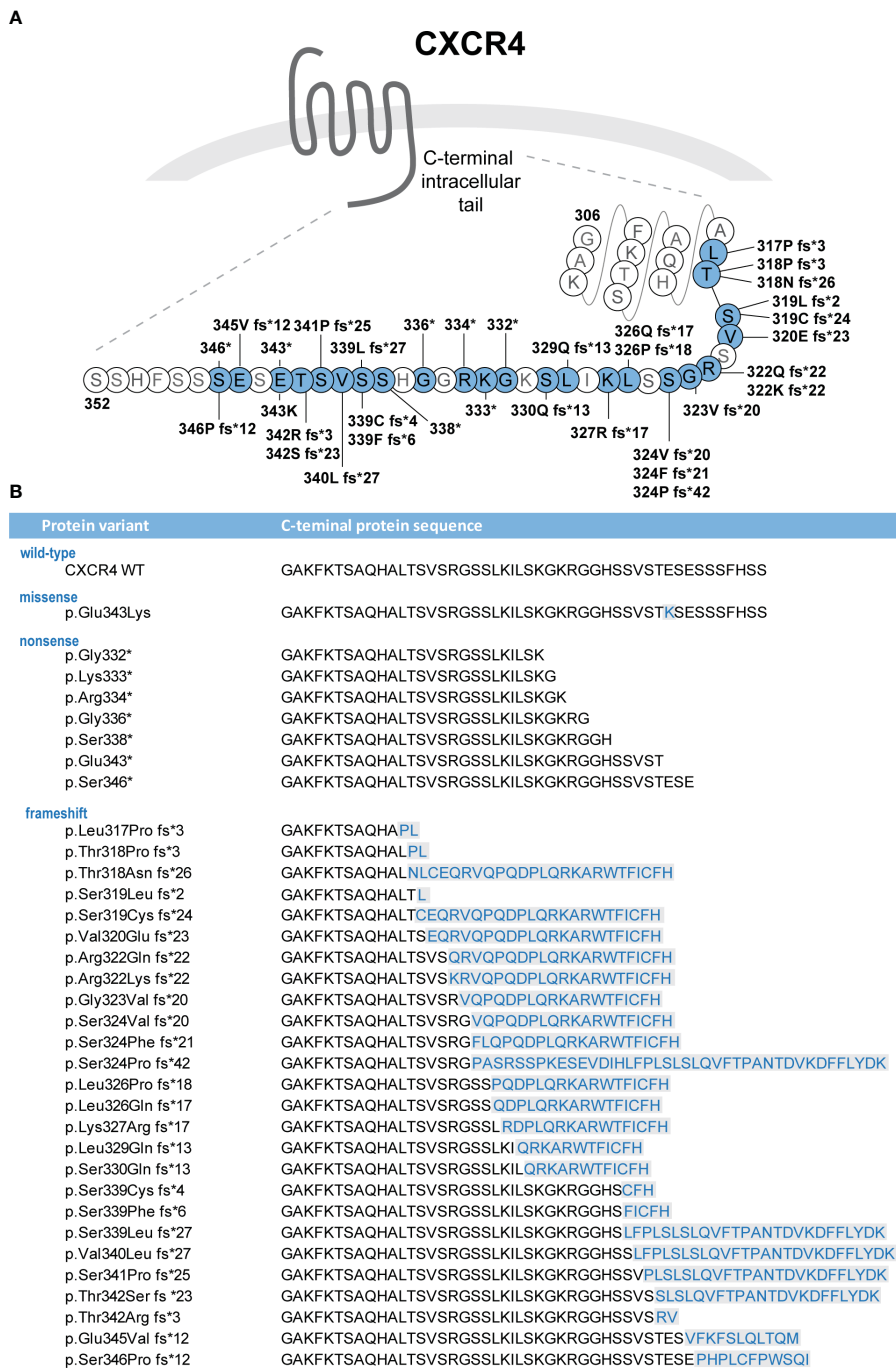 A
CXCR4
C-terminal
intracellular
tail
306
G
A
K
F
K
T
S
A
Q
H
A
L
T
S
V
S
R
G
S S L K I L S K G K R G G H S S V S T E S E S S S F H S S
352
317P fs*3
318P fs*3
318N fs*26
319L fs*2
319C fs*24
320E fs*23
322Q fs*22
322K fs*22
323V fs*20
324V fs*20
324F fs*21
324P fs*42
326Q fs*17
326P fs*18
327R fs*17
329Q fs*13
330Q fs*13
332*
333*
334*
336*
338*
339L fs*27
339C fs*4
339F fs*6
340L fs*27
341P fs*25
342R fs*3
342S fs*23
343*
343K
345V fs*12
346*
346P fs*12
B
Protein variant C-teminal protein sequence
wild-type
CXCR4 WT GAKFKTSAQHALTSVSRGSSLKILSKGKRGGHSSVSTESESSSFHSS
missense
p.Glu343Lys GAKFKTSAQHALTSVSRGSSLKILSKGKRGGHSSVSTKSESSSFHSS
nonsense
p.Gly332* GAKFKTSAQHALTSVSRGSSLKILSK
p.Lys333* GAKFKTSAQHALTSVSRGSSLKILSKG
p.Arg334* GAKFKTSAQHALTSVSRGSSLKILSKGK
p.Gly336* GAKFKTSAQHALTSVSRGSSLKILSKGKRG
p.Ser338* GAKFKTSAQHALTSVSRGSSLKILSKGKRGGH
p.Glu343* GAKFKTSAQHALTSVSRGSSLKILSKGKRGGHSSVST
p.Ser346* GAKFKTSAQHALTSVSRGSSLKILSKGKRGGHSSVSTESE
frameshift
p.Leu317Pro fs*3 GAKFKTSAQHAPL
p.Thr318Pro fs*3 GAKFKTSAQHALPL
p.Thr318Asn fs*26 GAKFKTSAQHALNLCEQRVQPQDPLQRKARWTFICFH
p.Ser319Leu fs*2 GAKFKTSAQHALTL
p.Ser319Cys fs*24 GAKFKTSAQHALTCEQRVQPQDPLQRKARWTFICFH
p.Val320Glu fs*23 GAKFKTSAQHALTSEQRVQPQDPLQRKARWTFICFH
p.Arg322Gln fs*22 GAKFKTSAQHALTSVSQRVQPQDPLQRKARWTFICFH
p.Arg322Lys fs*22 GAKFKTSAQHALTSVSKRVQPQDPLQRKARWTFICFH
p.Gly323Val fs*20 GAKFKTSAQHALTSVSRVQPQDPLQRKARWTFICFH
p.Ser324Val fs*20 GAKFKTSAQHALTSVSRGVQPQDPLQRKARWTFICFH
p.Ser324Phe fs*21 GAKFKTSAQHALTSVSRGFLQPQDPLQRKARWTFICFH
p.Ser324Pro fs*42 GAKFKTSAQHALTSVSRGPASRSSPKESEVDIHLFPLSLSLQVFTPANTDVKDFFLYDK
p.Leu326Pro fs*18 GAKFKTSAQHALTSVSRGSSPQDPLQRKARWTFICFH
p.Leu326Gln fs*17 GAKFKTSAQHALTSVSRGSSQDPLQRKARWTFICFH
p.Lys327Arg fs*17 GAKFKTSAQHALTSVSRGSSLRDPLQRKARWTFICFH
p.Leu329Gln fs*13 GAKFKTSAQHALTSVSRGSSLKIQRKARWTFICFH
p.Ser330Gln fs*13 GAKFKTSAQHALTSVSRGSSLKILQRKARWTFICFH
p.Ser339Cys fs*4 GAKFKTSAQHALTSVSRGSSLKILSKGKRGGHSCFH
p.Ser339Phe fs*6 GAKFKTSAQHALTSVSRGSSLKILSKGKRGGHSFICFH
p.Ser339Leu fs*27 GAKFKTSAQHALTSVSRGSSLKILSKGKRGGHSLFPLSLSLQVFTPANTDVKDFFLYDK
p.Val340Leu fs*27 GAKFKTSAQHALTSVSRGSSLKILSKGKRGGHSSLFPLSLSLQVFTPANTDVKDFFLYDK
p.Ser341Pro fs*25 GAKFKTSAQHALTSVSRGSSLKILSKGKRGGHSSVPLSLSLQVFTPANTDVKDFFLYDK
p.Thr342Ser fs *23 GAKFKTSAQHALTSVSRGSSLKILSKGKRGGHSSVSSLSLQVFTPANTDVKDFFLYDK
p.Thr342Arg fs*3 GAKFKTSAQHALTSVSRGSSLKILSKGKRGGHSSVSRV
p.Glu345Val fs*12 GAKFKTSAQHALTSVSRGSSLKILSKGKRGGHSSVSTESVFKFSLQLTQM
p.Ser346Pro fs*12 GAKFKTSAQHALTSVSRGSSLKILSKGKRGGHSSVSTESEPHPLCFPWSQI